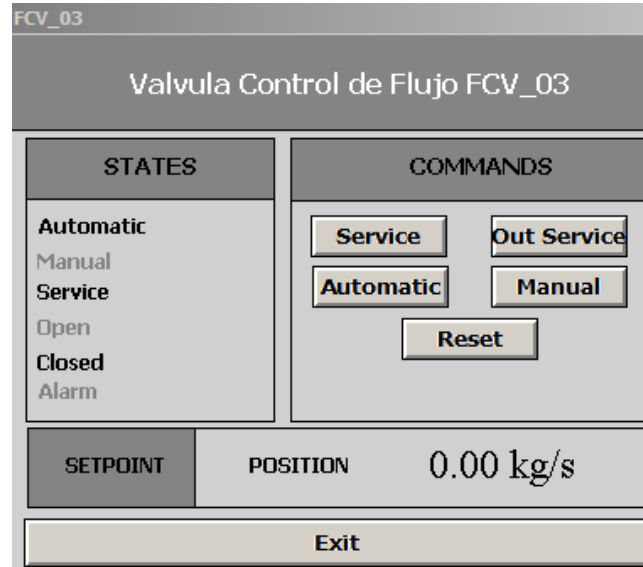 FCV_03
Valvula Control de Flujo FCV_03
STATES
COMMANDS
Automatic
Manual
Service
Open
Closed
Alarm
Service
Out Service
Automatic
Manual
Reset
SETPOINT
POSITION
0.00 kg/s
Exit